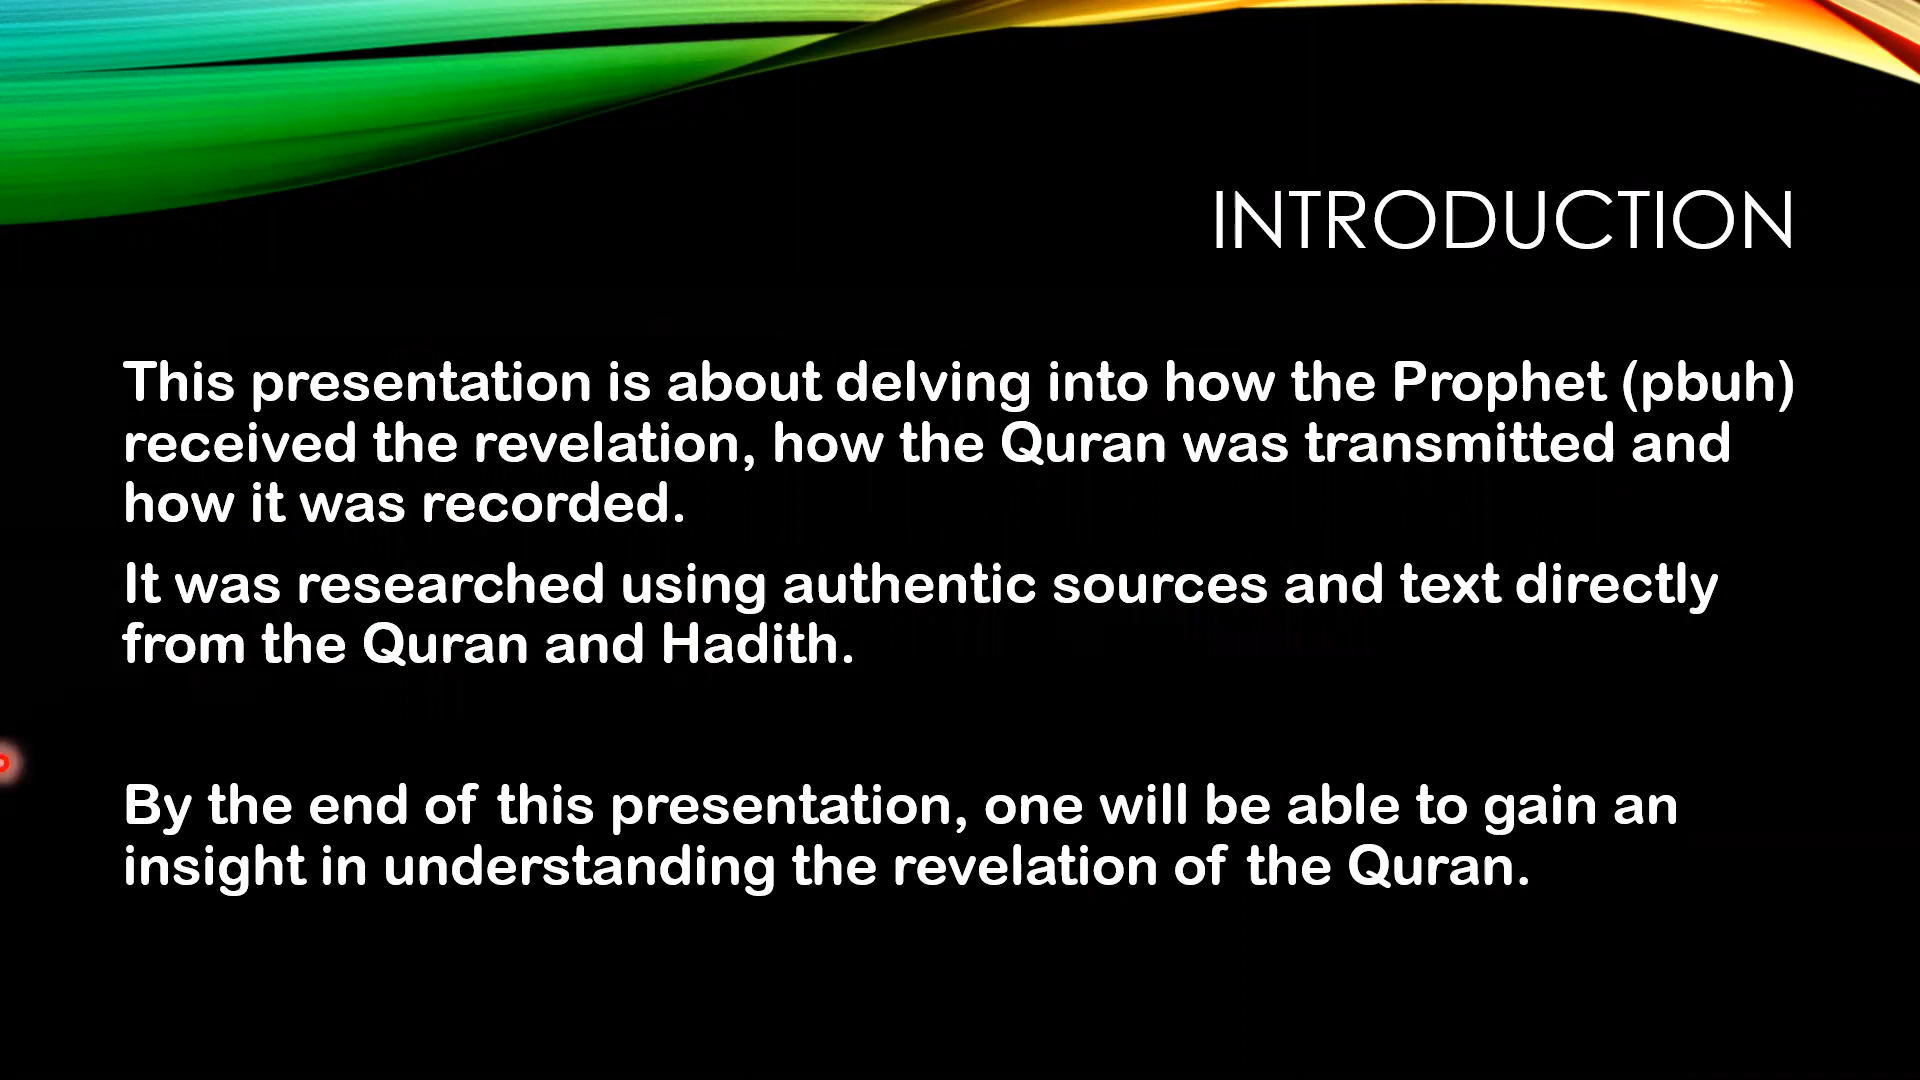 INTRODUCTION
This presentation is about delving into how the Prophet (pbuh)
received the revelation, how the Quran was transmitted and
how it was recorded.
It was researched using authentic sources and text directly
from the Quran and Hadith.
By the end of this presentation, one will be able to gain an
insight in understanding the revelation of the Quran.